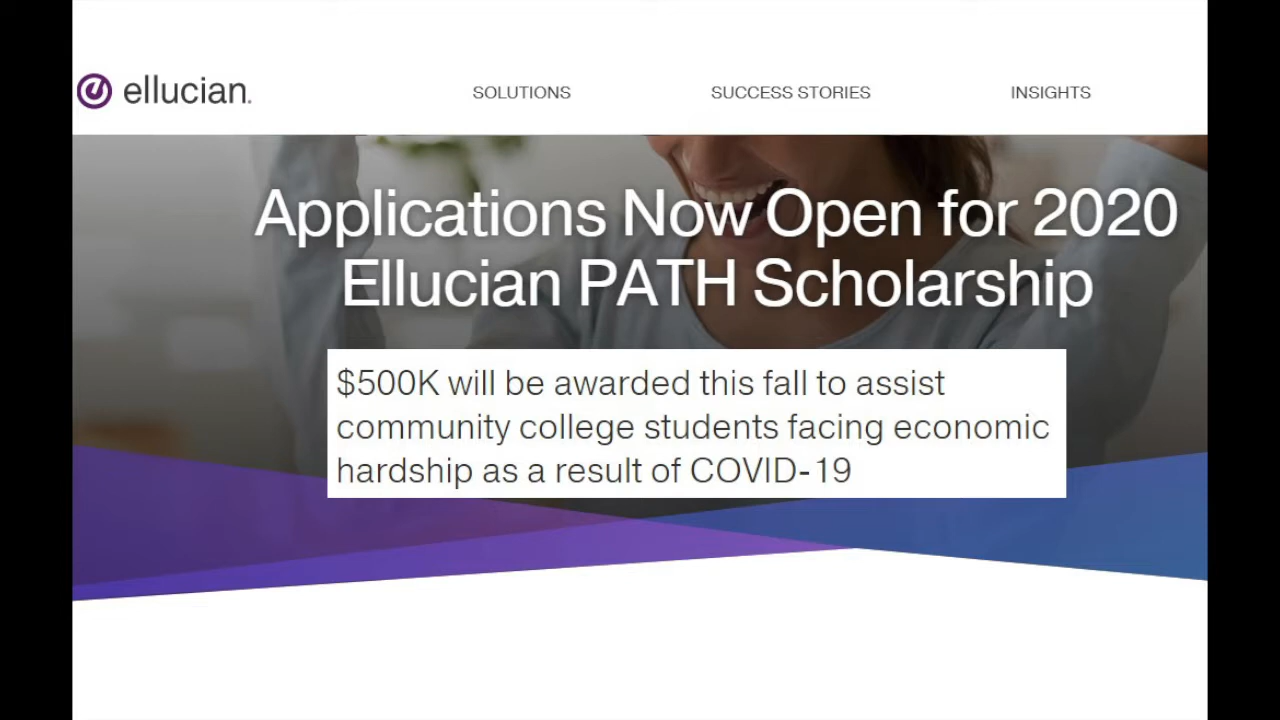 ellucian.
SOLUTIONS
SUCCESS STORIES
INSIGHTS
Applications Now Open for 2020
Ellucian PATH Scholarship
$500K will be awarded this fall to assist
community college students facing economic
hardship as a result of COVID-19